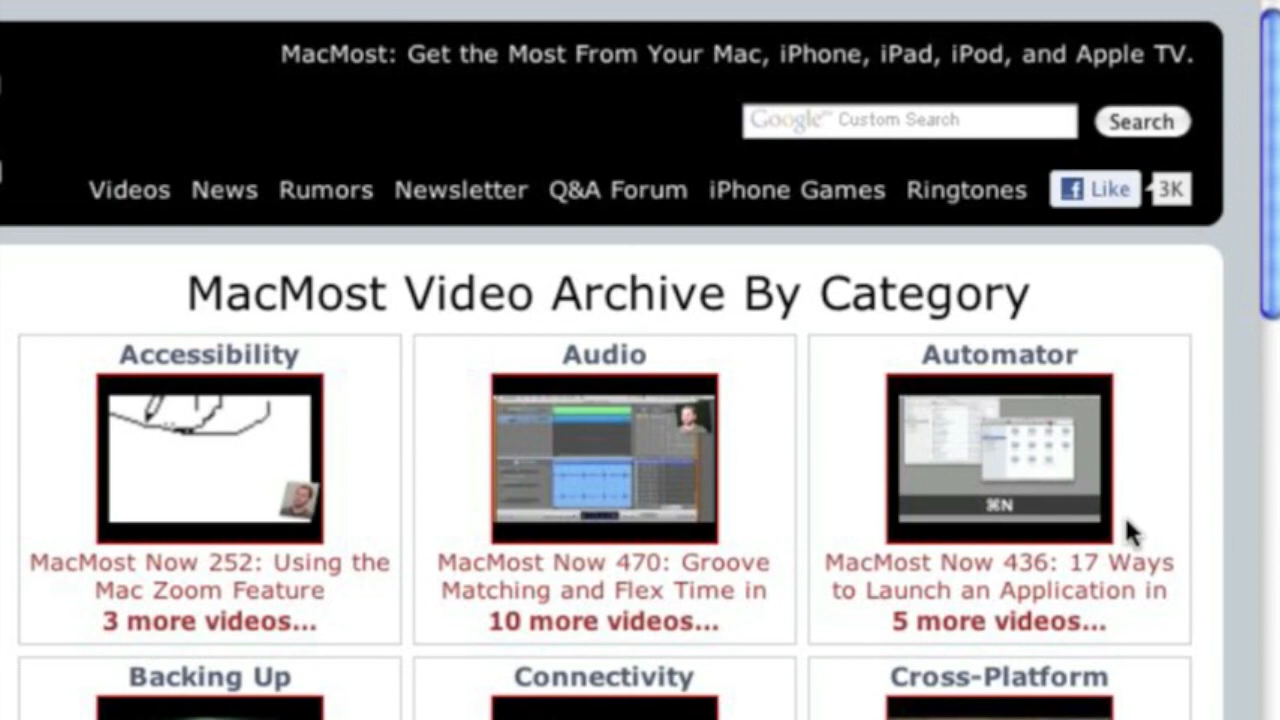 MacMost: Get the Most From Your Mac, iPhone, iPad, iPod, and Apple TV.
Google™ Custom Search
Search
Videos News Rumors Newsletter Q&A Forum iPhone Games Ringtones Like 3K
MacMost Video Archive By Category
Accessibility
MacMost Now 252: Using the
Mac Zoom Feature
3 more videos...
Audio
MacMost Now 470: Groove
Matching and Flex Time in
10 more videos...
Automator
⌘N
MacMost Now 436: 17 Ways
to Launch an Application in
5 more videos...
Backing Up
Connectivity
Cross-Platform